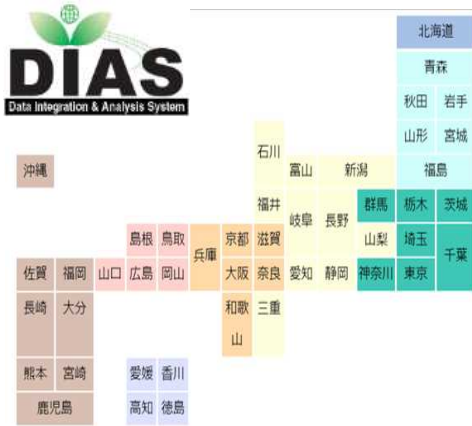 DIAS
Data Integration & Analysis System
北海道
青森
秋田 岩手
石川 山形 宮城
沖縄 富山 新潟 福島
福井 岐阜 長野 群馬 栃木 茨城
島根 鳥取 兵庫 京都 滋賀 山梨 埼玉 千葉
佐賀 福岡 山口 広島 岡山 大阪 奈良 愛知 静岡 神奈川 東京
長崎 大分 和歌 三重
山
熊本 宮崎 愛媛 香川
鹿児島 高知 徳島